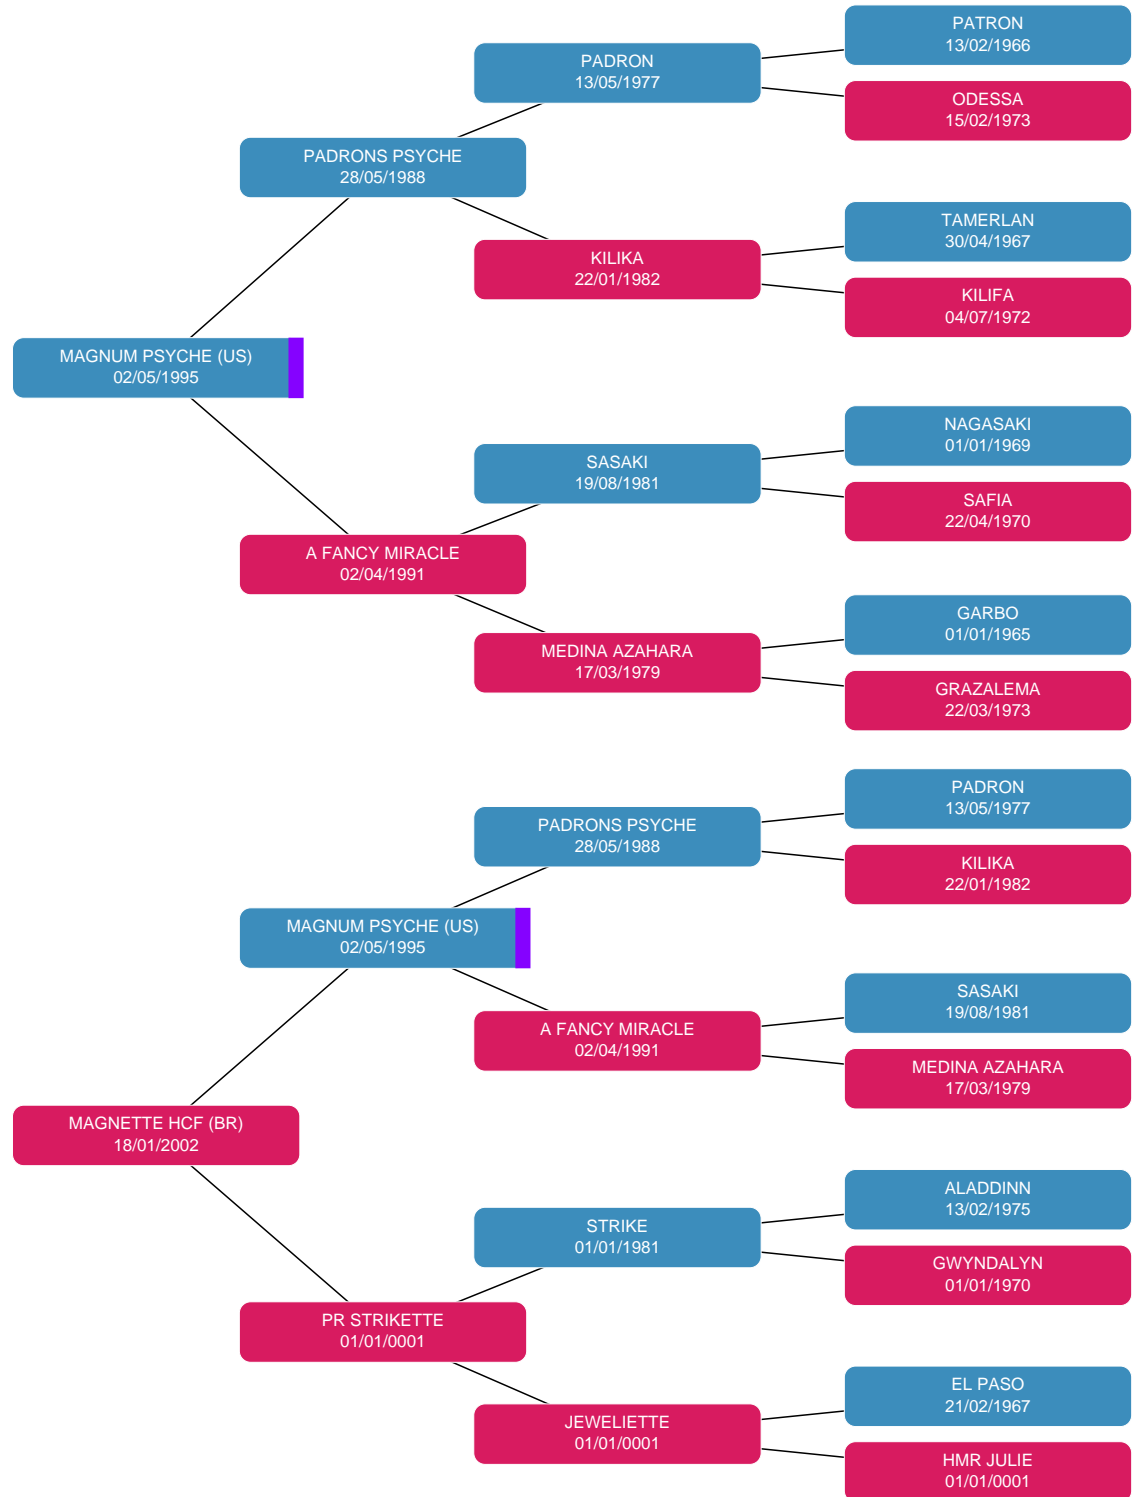 PATRON
13/02/1966
PADRON
13/05/1977
ODESSA
15/02/1973
PADRONS PSYCHE
28/05/1988
TAMERLAN
30/04/1967
KILIKA
22/01/1982
KILIFA
04/07/1972
MAGNUM PSYCHE (US)
02/05/1995
NAGASAKI
01/01/1969
SASAKI
19/08/1981
SAFIA
22/04/1970
A FANCY MIRACLE
02/04/1991
GARBO
01/01/1965
MEDINA AZAHARA
17/03/1979
GRAZALEMA
22/03/1973
PADRON
13/05/1977
PADRONS PSYCHE
28/05/1988
KILIKA
22/01/1982
MAGNUM PSYCHE (US)
02/05/1995
SASAKI
19/08/1981
A FANCY MIRACLE
02/04/1991
MEDINA AZAHARA
17/03/1979
MAGNETTE HCF (BR)
18/01/2002
ALADDINN
13/02/1975
STRIKE
01/01/1981
GWYNDALYN
01/01/1970
PR STRIKETTE
01/01/0001
EL PASO
21/02/1967
JEWELIETTE
01/01/0001
HMR JULIE
01/01/0001